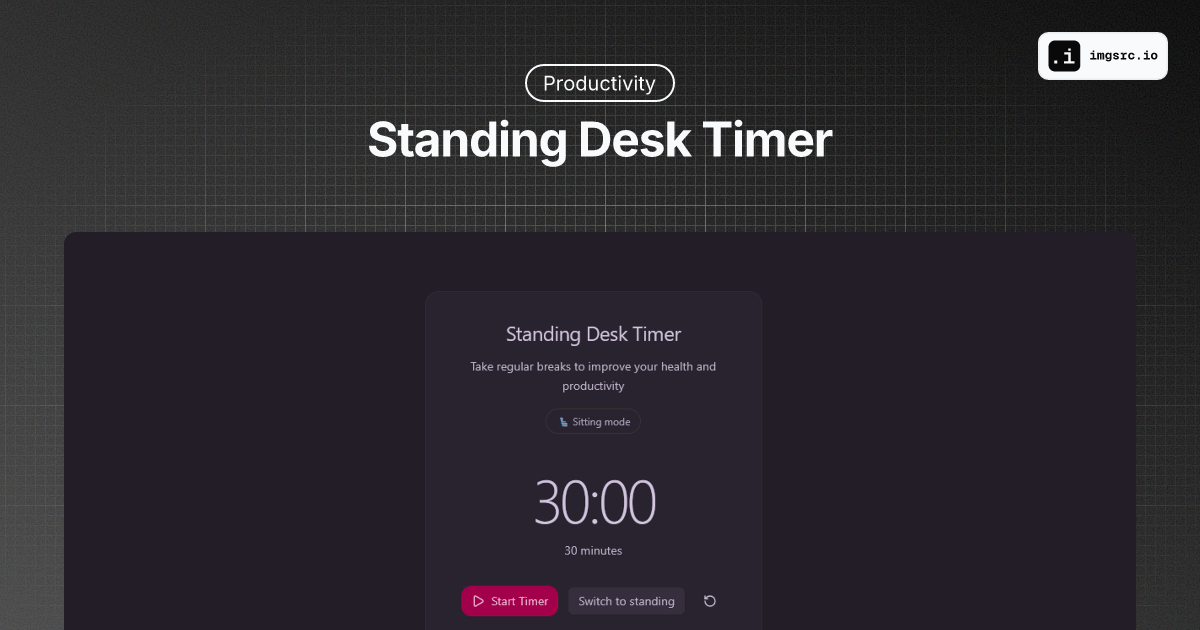 .i imgsrc.io
Productivity
Standing Desk Timer
Standing Desk Timer
Take regular breaks to improve your health and
productivity
Sitting mode
30:00
30 minutes
Start Timer Switch to standing